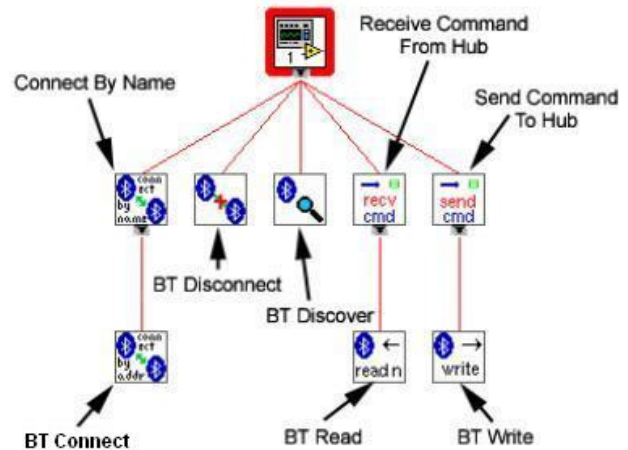 1
Receive Command
From Hub
Connect By Name
Send Command
To Hub
conn
ect
by
name
recv
cmd
send
cmd
BT Disconnect
BT Discover
conn
ect
by
addr
read n
write
BT Connect
BT Read
BT Write